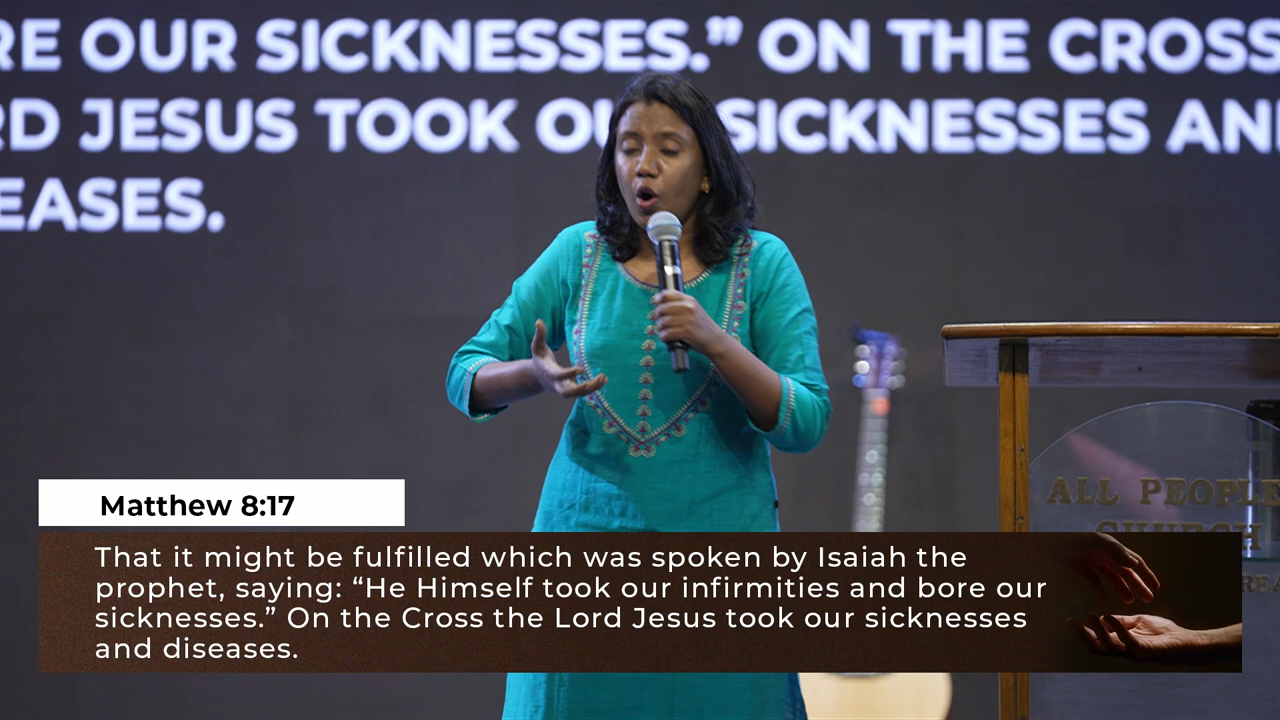 RE OUR SICKNESSES.” ON THE CROSS
RD JESUS TOOK OU SICKNESSES AN
EASES.
ALL PEOPLE
CHURCH
Matthew 8:17
That it might be fulfilled which was spoken by Isaiah the
prophet, saying: “He Himself took our infirmities and bore our
sicknesses.” On the Cross the Lord Jesus took our sicknesses
and diseases.